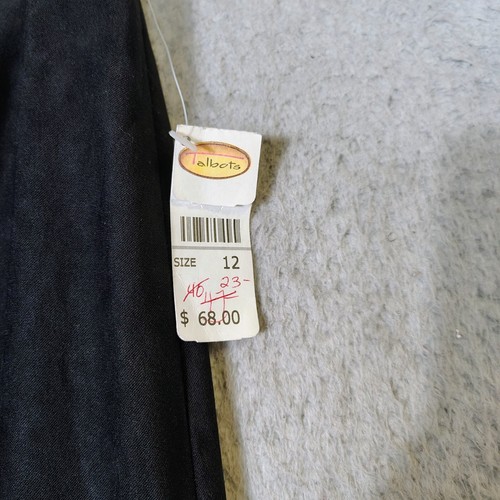 Talbots
SIZE 12
23-
$ 68.00